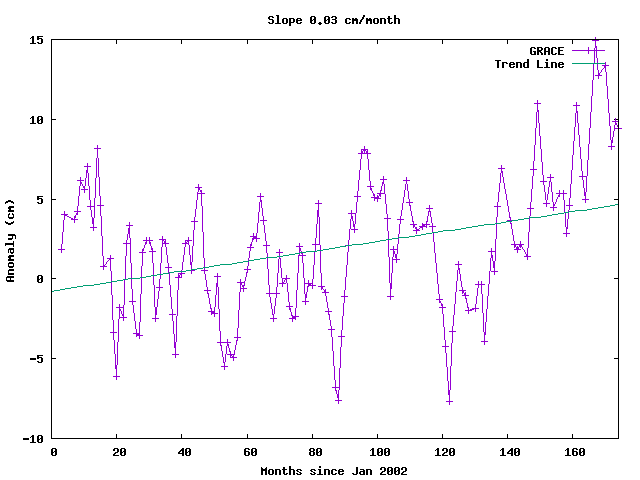 Slope 0.03 cm/month
GRACE
Trend Line
15
10
5
0
-5
-10
Anomaly (cm)
0 20 40 60 80 100 120 140 160
Months since Jan 2002